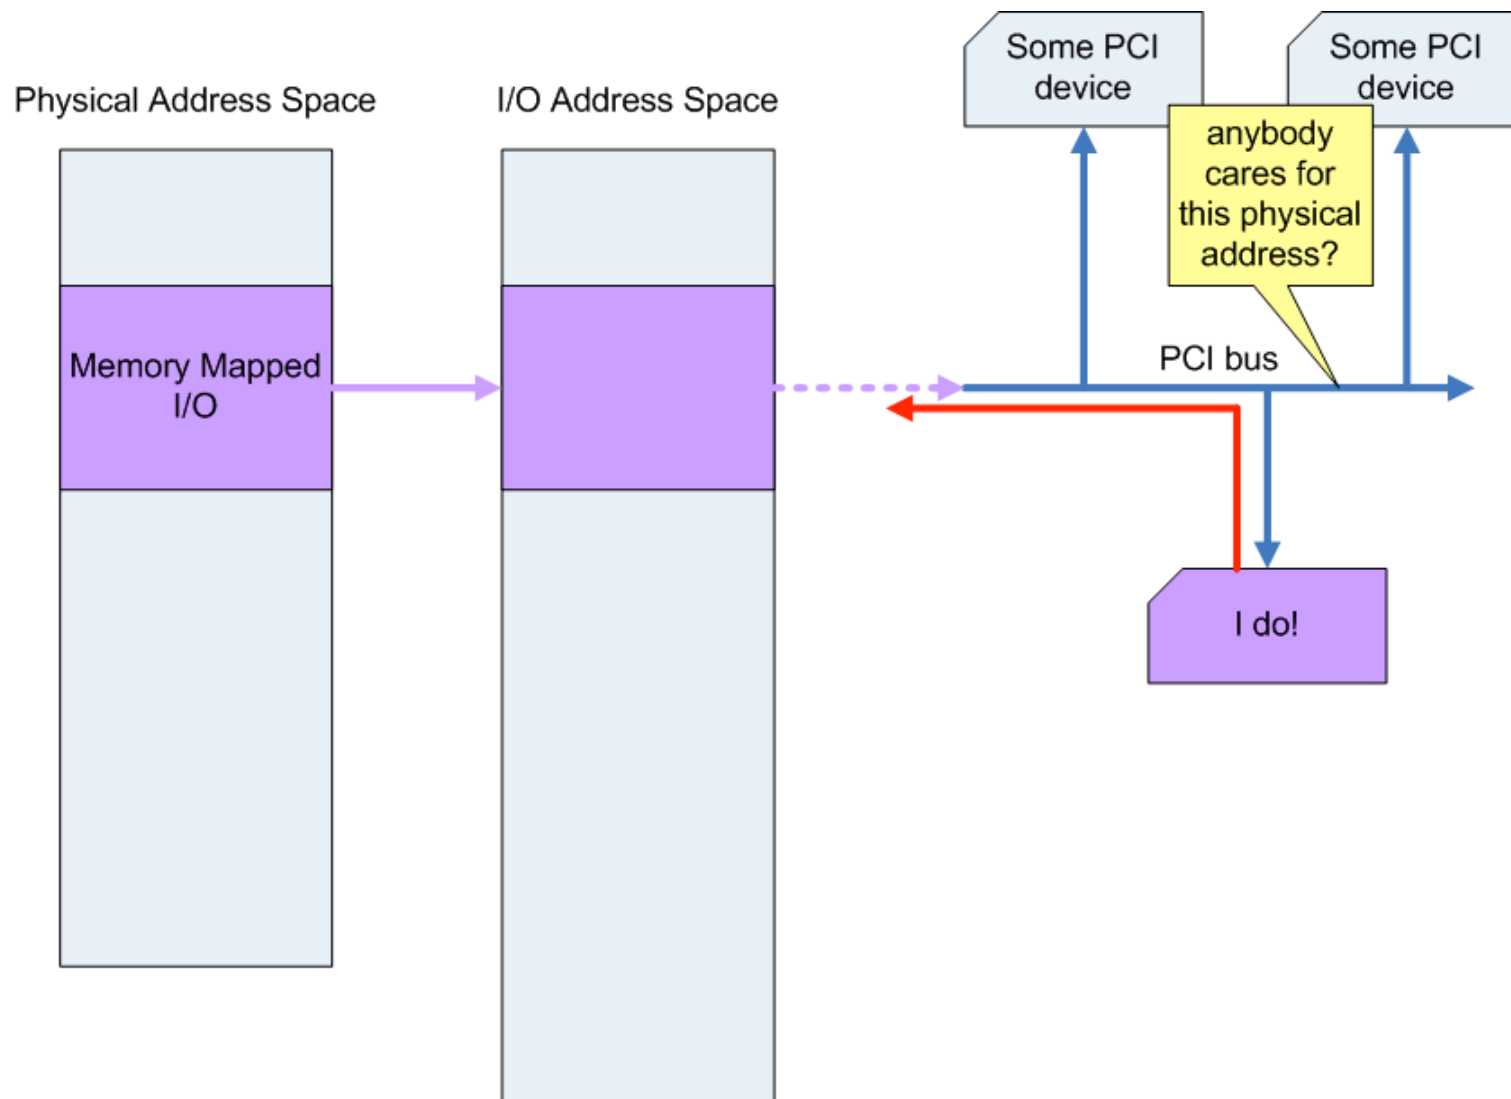 Physical Address Space
I/O Address Space
Some PCI
device
Some PCI
device
anybody
cares for
this physical
address?
PCI bus
Memory Mapped
I/O
I do!